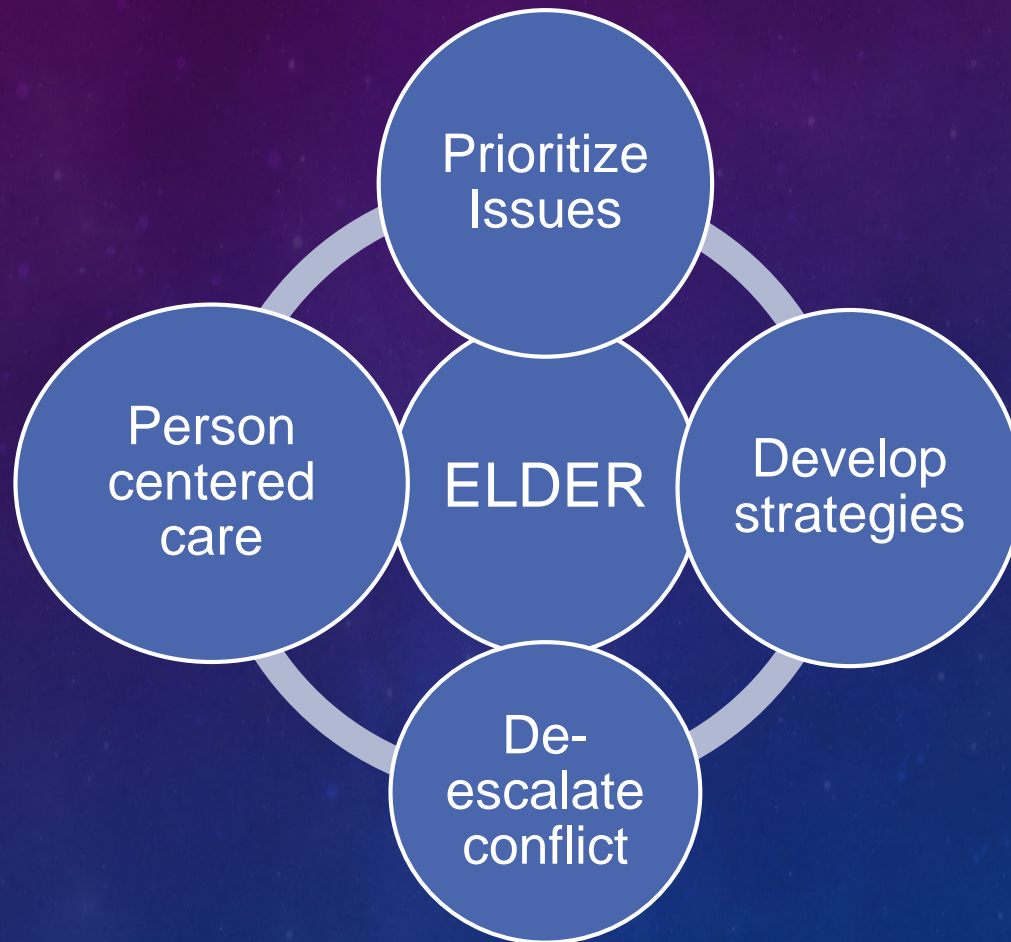 Prioritize
Issues
Person
centered
care
ELDER
Develop
strategies
De-
escalate
conflict